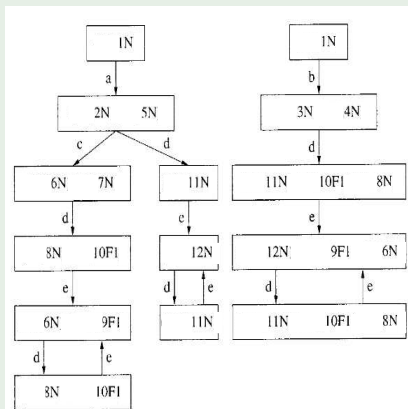 1N 1N
a b
2N 5N 3N 4N
c d d
6N 7N 11N 11N 10F1 8N
d c e
8N 10F1 12N 12N 9F1 6N
e d e d e
6N 9F1 11N 11N 10F1 8N
d e
8N 10F1